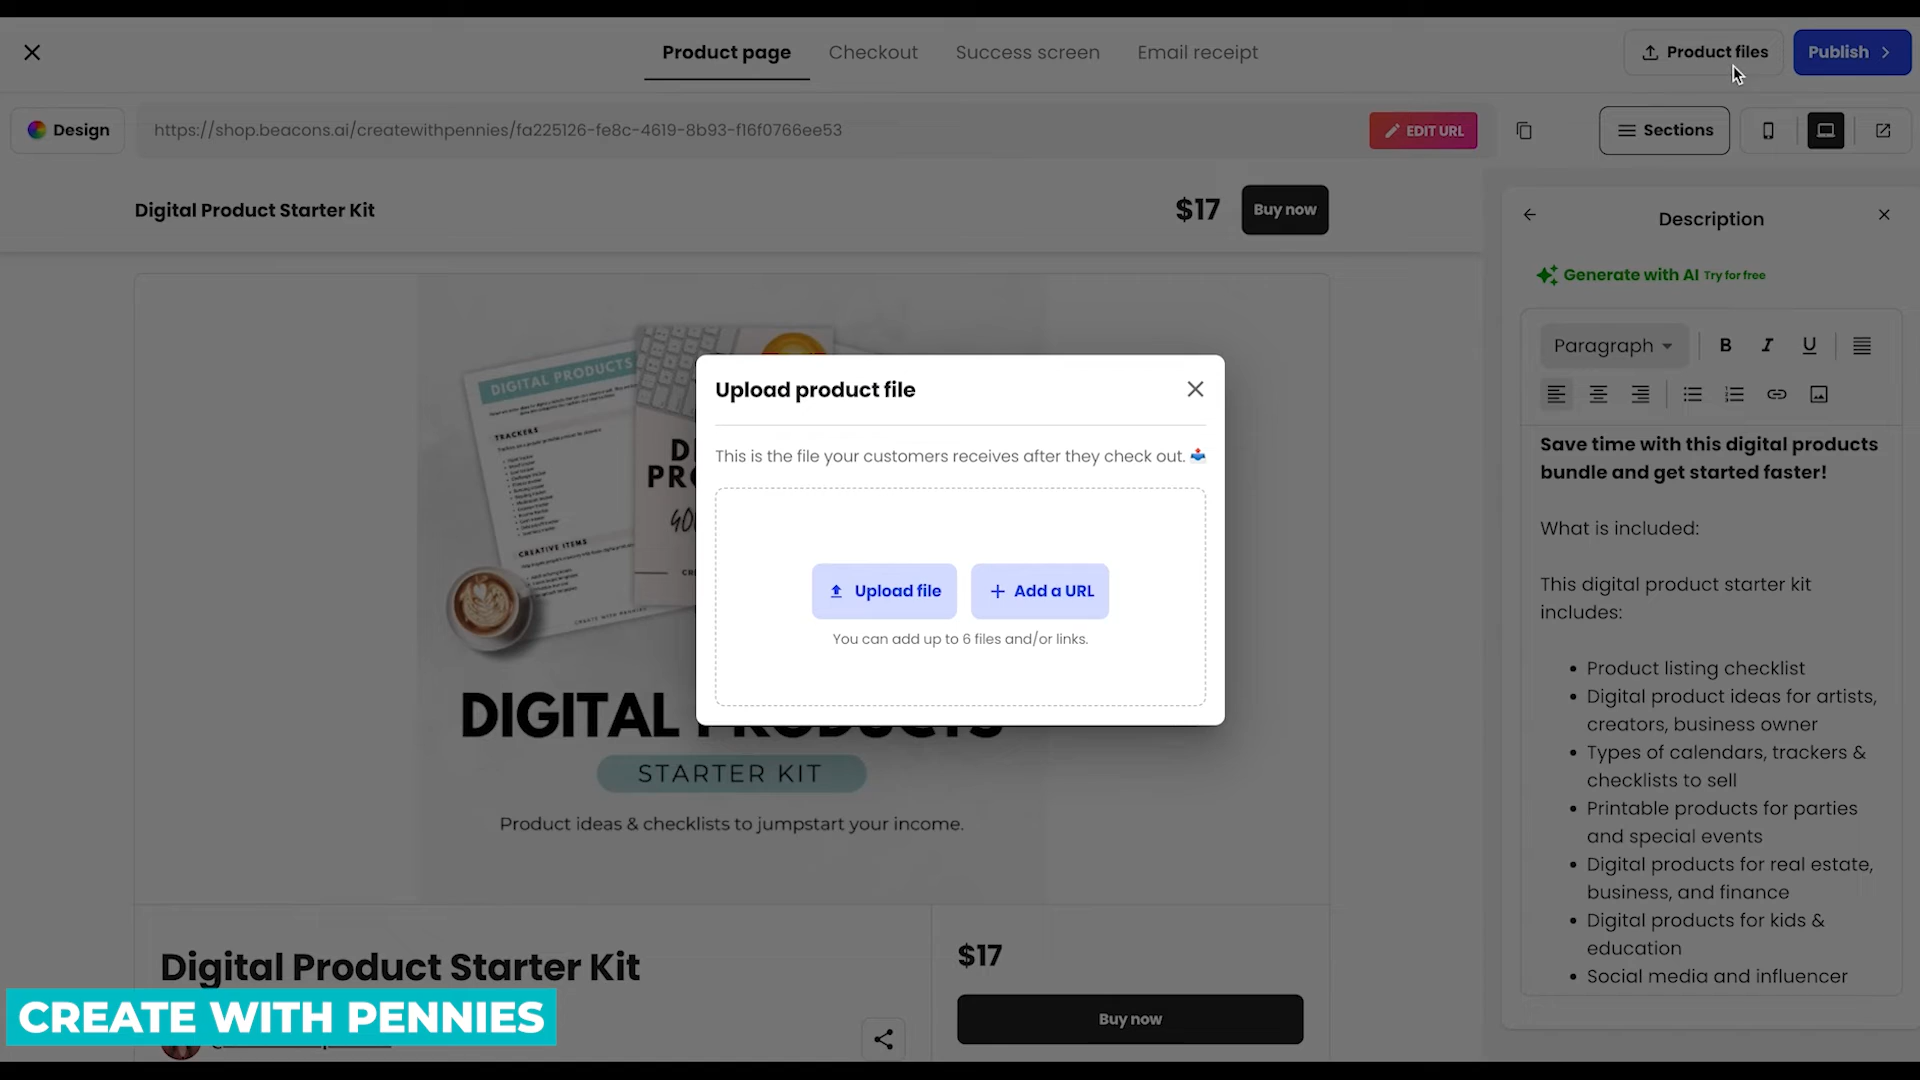 Product page
Checkout
Success screen
Email receipt
Product files
Publish
Design
https://shop.beacons.ai/createwithpennies/fa225126-fe8c-4619-8b93-f16f0766ee53
EDIT URL
Sections
Digital Product Starter Kit
$17
Buy now
Description
Generate with AI Try for free
Paragraph
B I U
Save time with this digital products
bundle and get started faster!
What is included:
This digital product starter kit
includes:
• Product listing checklist
• Digital product ideas for artists,
creators, business owner
• Types of calendars, trackers &
checklists to sell
• Printable products for parties
and special events
• Digital products for real estate,
business, and finance
• Digital products for kids &
education
• Social media and influencer
DIGITAL PRODUCTS
TRACKERS
CREATIVE ITEMS
CREATE WITH PENNIES
Upload product file
This is the file your customers receives after they check out.
Upload file
Add a URL
You can add up to 6 files and/or links.
DIGITAL PRODUCTS
STARTER KIT
Product ideas & checklists to jumpstart your income.
Digital Product Starter Kit
$17
Buy now
CREATE WITH PENNIES